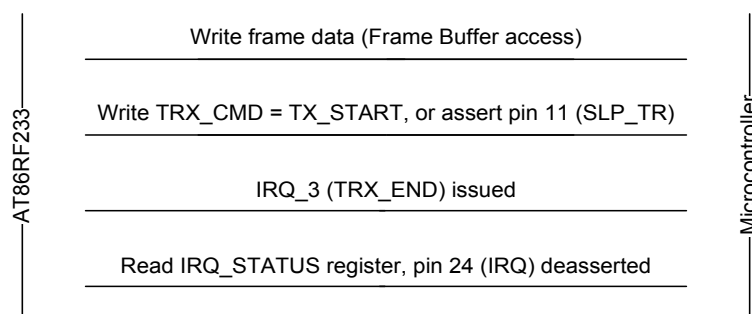 Write frame data (Frame Buffer access)
Write TRX_CMD = TX_START, or assert pin 11 (SLP_TR)
IRQ_3 (TRX_END) issued
Read IRQ_STATUS register, pin 24 (IRQ) deasserted
AT86RF233
Microcontroller